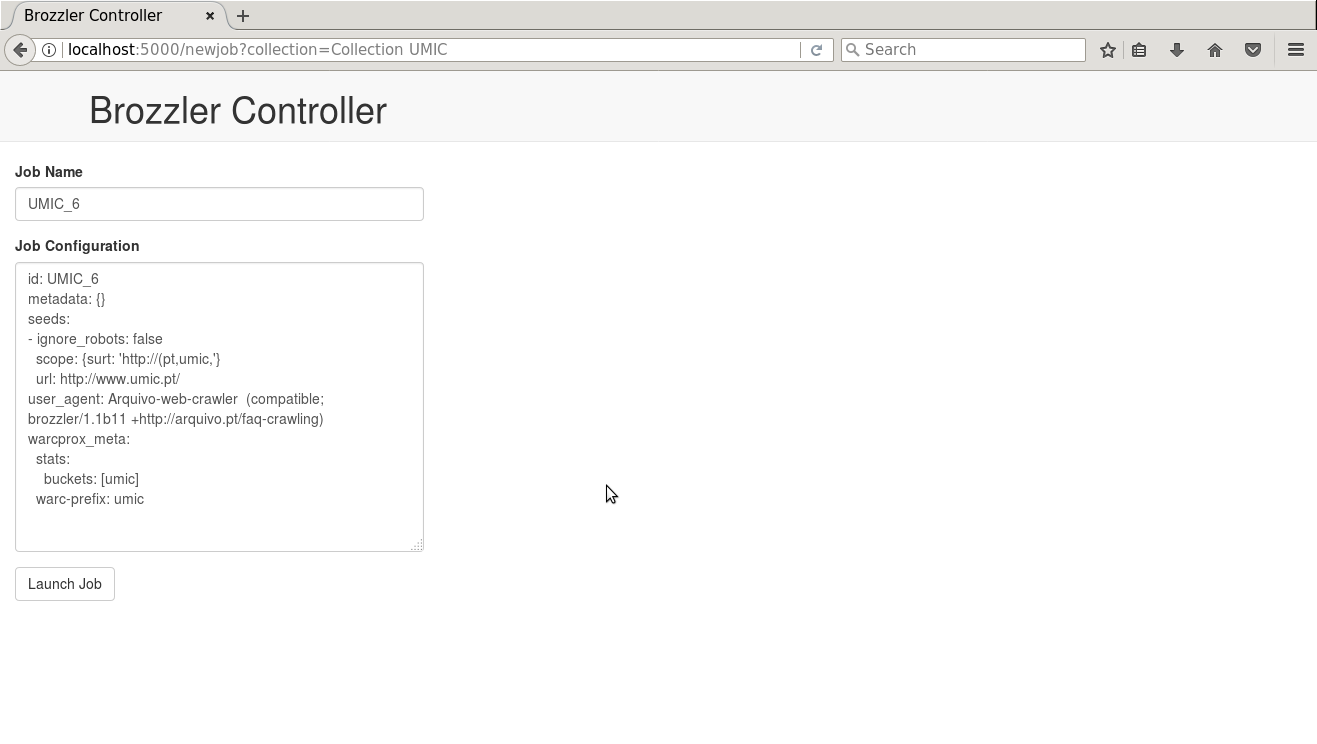 Brozzler Controller
localhost:5000/newjob?collection=Collection UMIC
Search
Brozzler Controller
Job Name
UMIC_6
Job Configuration
id: UMIC_6
metadata: {}
seeds:
- ignore_robots: false
  scope: {surt: 'http://(pt,umic,'}
  url: http://www.umic.pt/
user_agent: Arquivo-web-crawler  (compatible;
brozzler/1.1b11 +http://arquivo.pt/faq-crawling)
warcprox_meta:
  stats:
    buckets: [umic]
  warc-prefix: umic
Launch Job